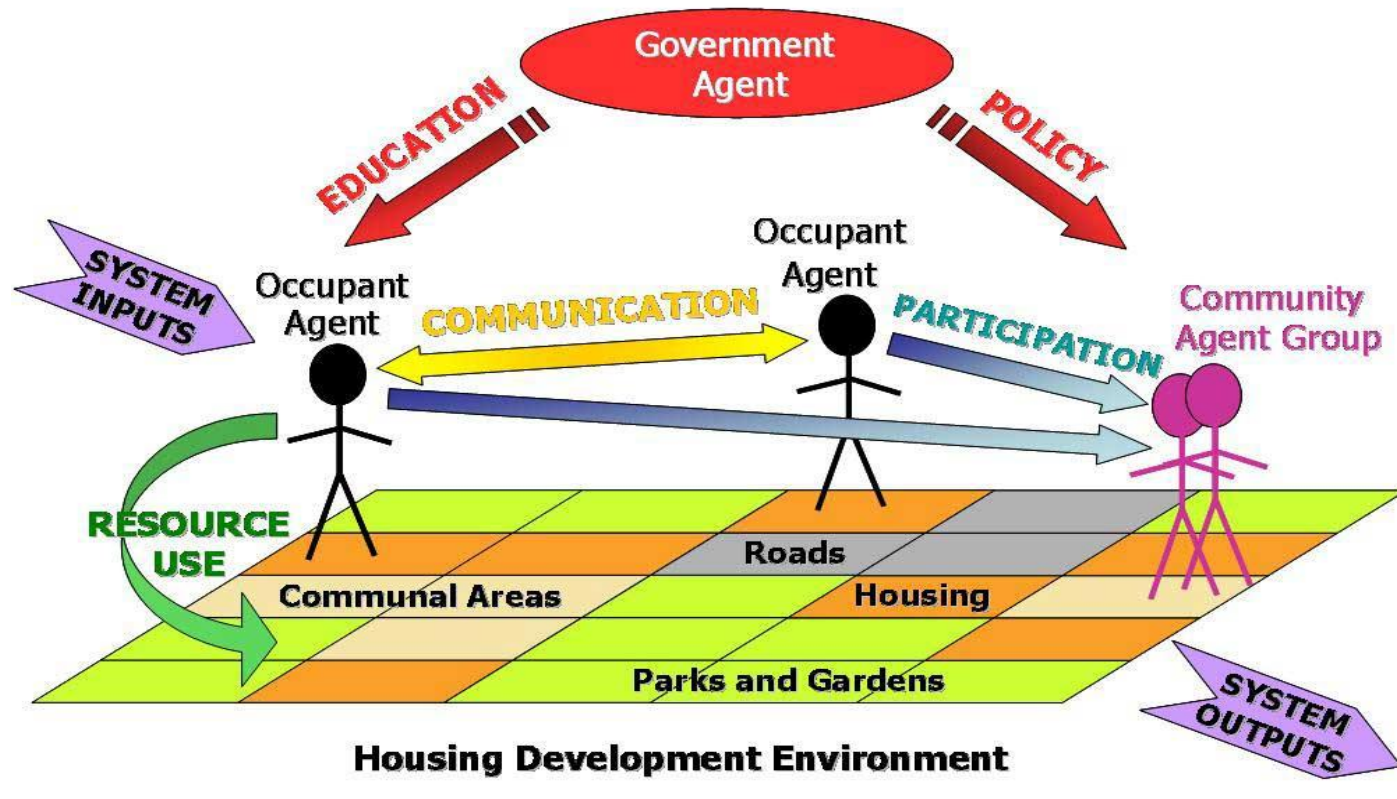 Government
Agent
EDUCATION
POLICY
SYSTEM
INPUTS
Occupant
Agent
Occupant
Agent
COMMUNICATION
PARTICIPATION
Community
Agent Group
RESOURCE
USE
Roads
Communal Areas
Housing
Parks and Gardens
SYSTEM
OUTPUTS
Housing Development Environment